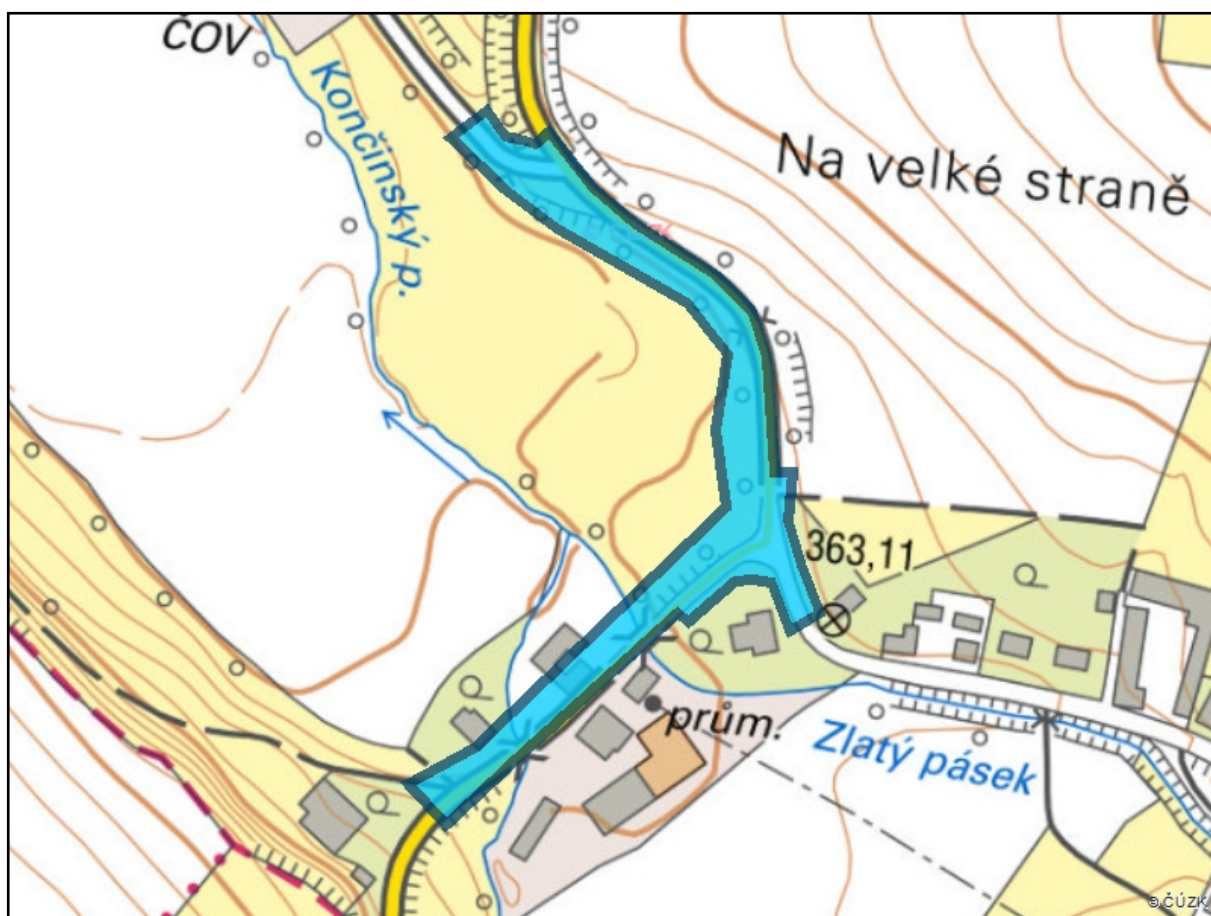 ČOV
Končinský p.
Na velké straně
363,11
prům.
Zlatý pásek
© ČÚZK